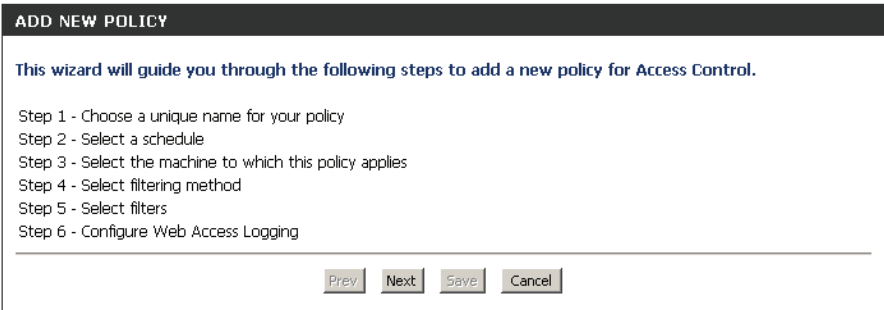 ADD NEW POLICY
This wizard will guide you through the following steps to add a new policy for Access Control.
Step 1 - Choose a unique name for your policy
Step 2 - Select a schedule
Step 3 - Select the machine to which this policy applies
Step 4 - Select filtering method
Step 5 - Select filters
Step 6 - Configure Web Access Logging
Prev Next Save Cancel